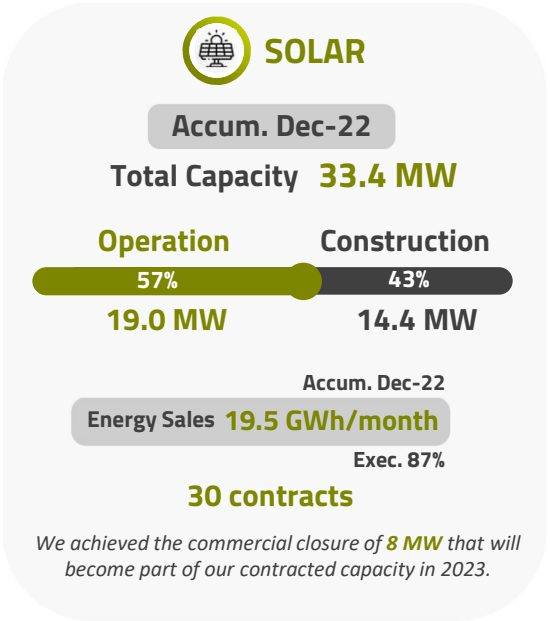 SOLAR
Accum. Dec-22
Total Capacity 33.4 MW
Operation Construction
57% 43%
19.0 MW 14.4 MW
Accum. Dec-22
Energy Sales 19.5 GWh/month
Exec. 87%
30 contracts
We achieved the commercial closure of 8 MW that will
become part of our contracted capacity in 2023.